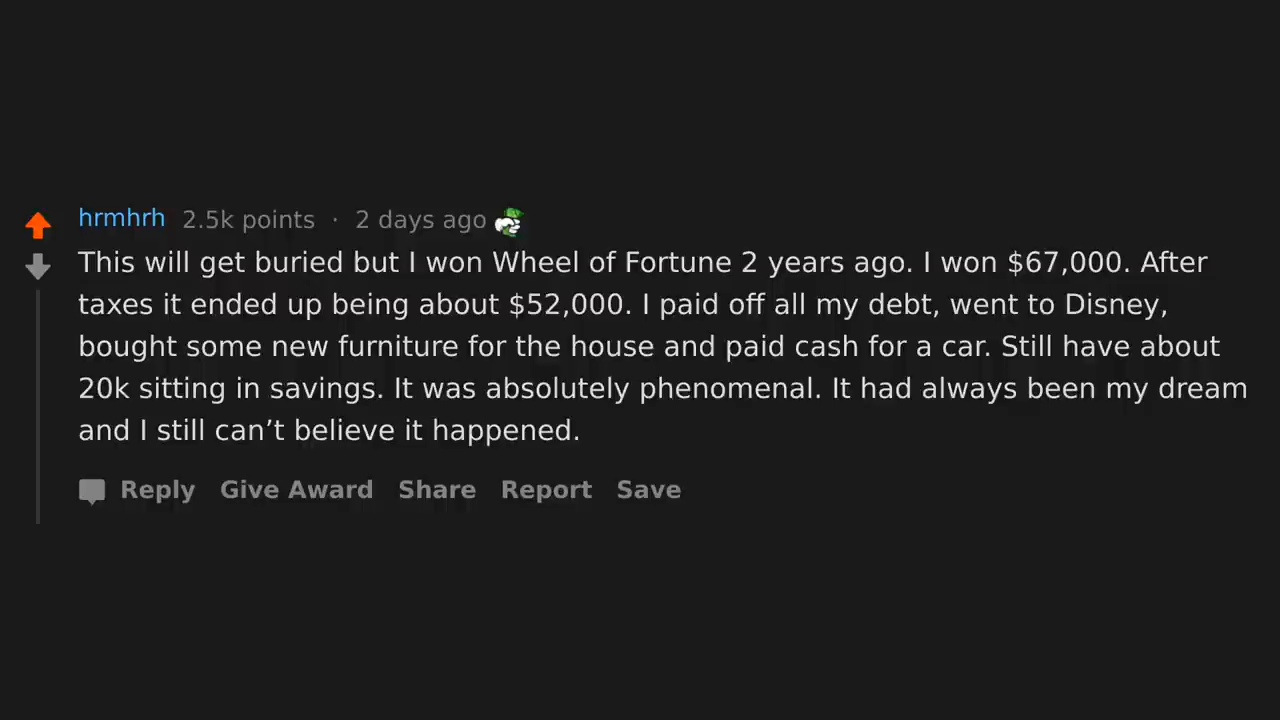 hrmhrh 2.5k points · 2 days ago
This will get buried but I won Wheel of Fortune 2 years ago. I won $67,000. After
taxes it ended up being about $52,000. I paid off all my debt, went to Disney,
bought some new furniture for the house and paid cash for a car. Still have about
20k sitting in savings. It was absolutely phenomenal. It had always been my dream
and I still can’t believe it happened.
Reply Give Award Share Report Save